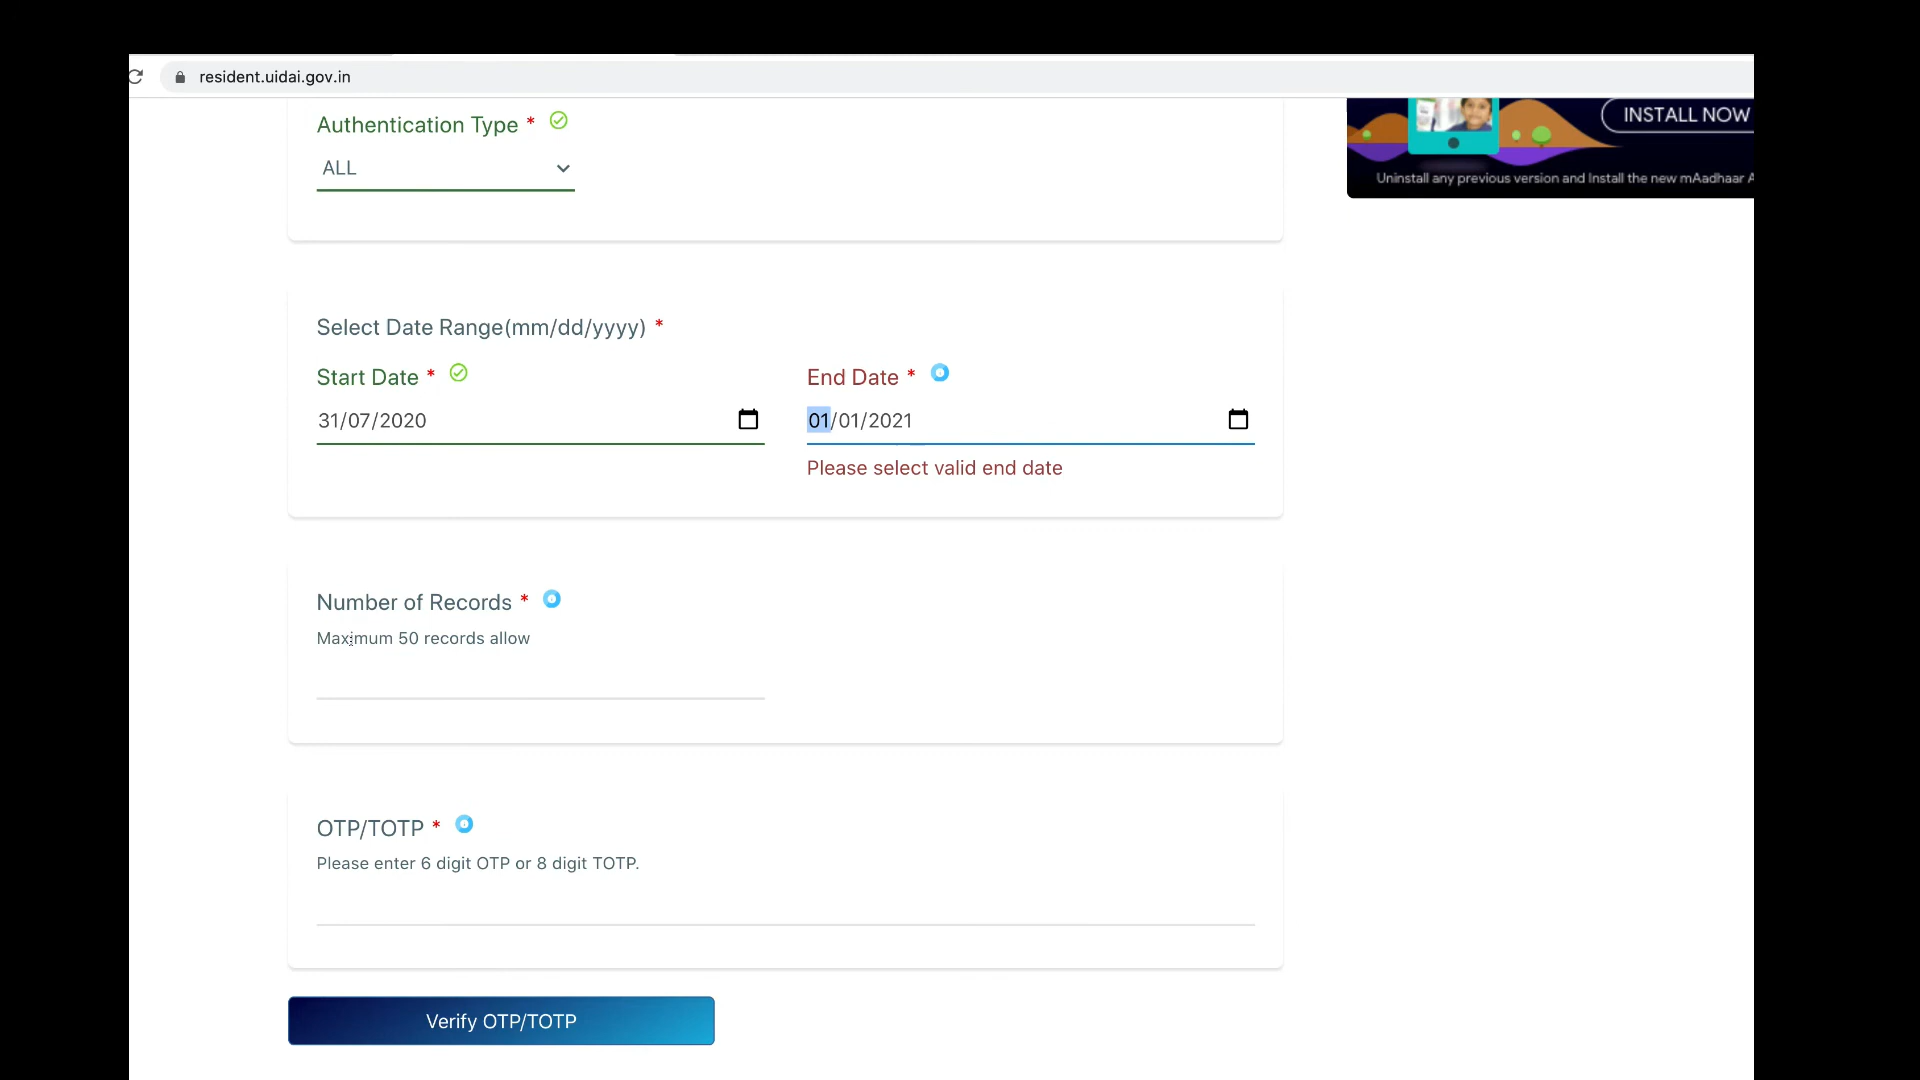 resident.uidai.gov.in
INSTALL NOW
Uninstall any previous version and Install the new mAadhaar A
Authentication Type *
ALL
Select Date Range(mm/dd/yyyy) *
Start Date *
End Date *
31/07/2020
01/01/2021
Please select valid end date
Number of Records *
Maximum 50 records allow
OTP/TOTP *
Please enter 6 digit OTP or 8 digit TOTP.
Verify OTP/TOTP